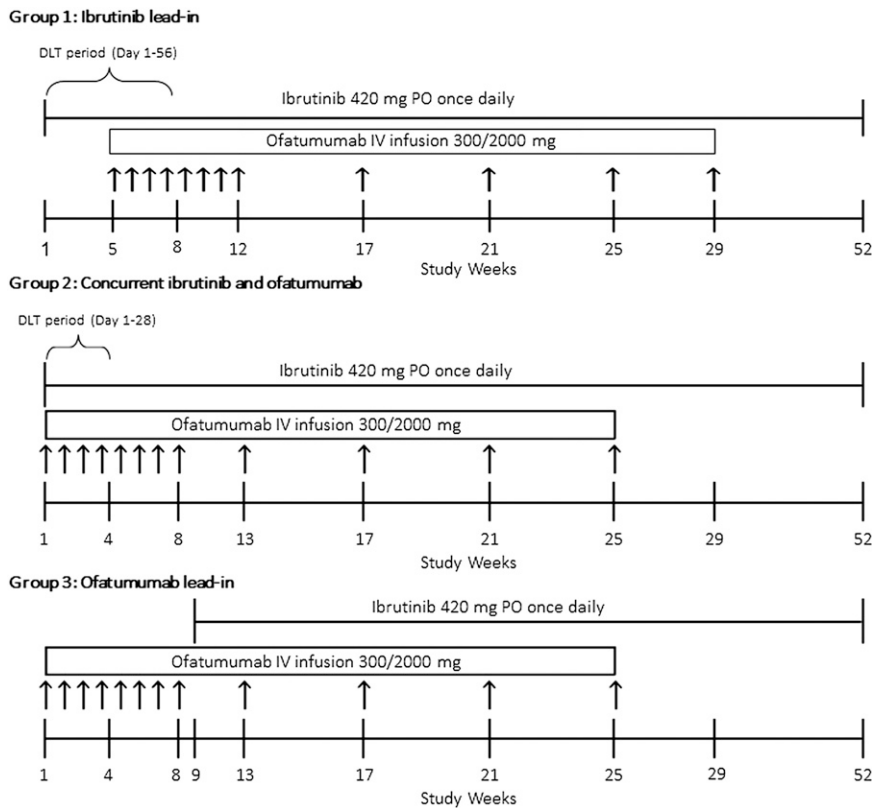 Group 1: Ibrutinib lead-in
DLT period (Day 1-56)
Ibrutinib 420 mg PO once daily
Ofatumumab IV infusion 300/2000 mg
1 5 8 12 17 21 25 29 52
Study Weeks
Group 2: Concurrent ibrutinib and ofatumumab
DLT period (Day 1-28)
Ibrutinib 420 mg PO once daily
Ofatumumab IV infusion 300/2000 mg
1 4 8 13 17 21 25 29 52
Study Weeks
Group 3: Ofatumumab lead-in
Ibrutinib 420 mg PO once daily
Ofatumumab IV infusion 300/2000 mg
1 4 8 9 13 17 21 25 29 52
Study Weeks